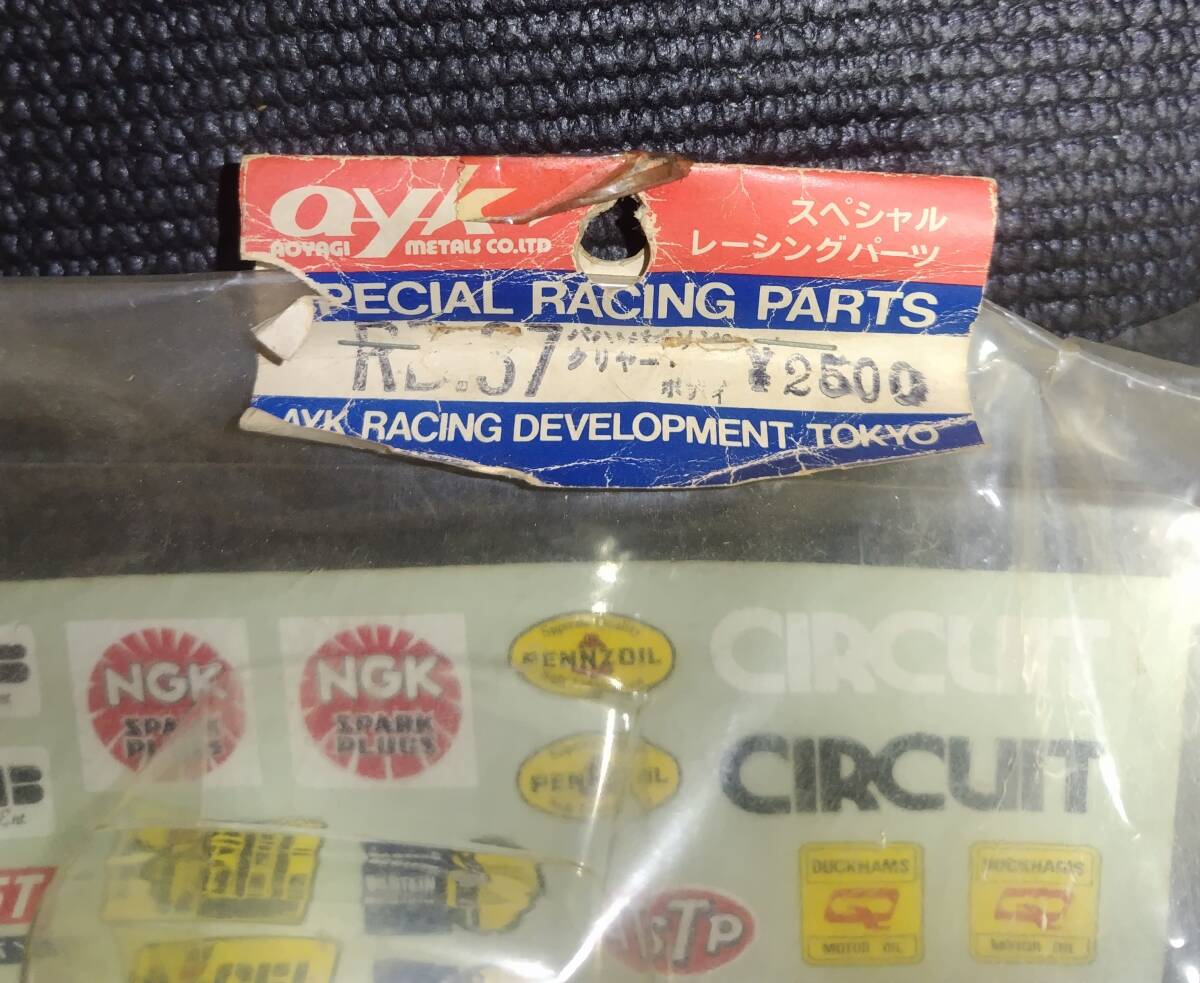 ayk
AOYAGI METALS CO.LTD
スペシャル
レーシングパーツ
SPECIAL RACING PARTS
クリヤー
ボディ
¥2500
AYK RACING DEVELOPMENT TOKYO
NGK
SPARK
PLUGS
NGK
SPARK
PLUGS
Supreme Quality
PENNZOIL
PENNZOIL
CIRCUIT
CIRCUIT
STP
DUCKHAMS
MOTOR OIL
DUCKHAMS
MOTOR OIL